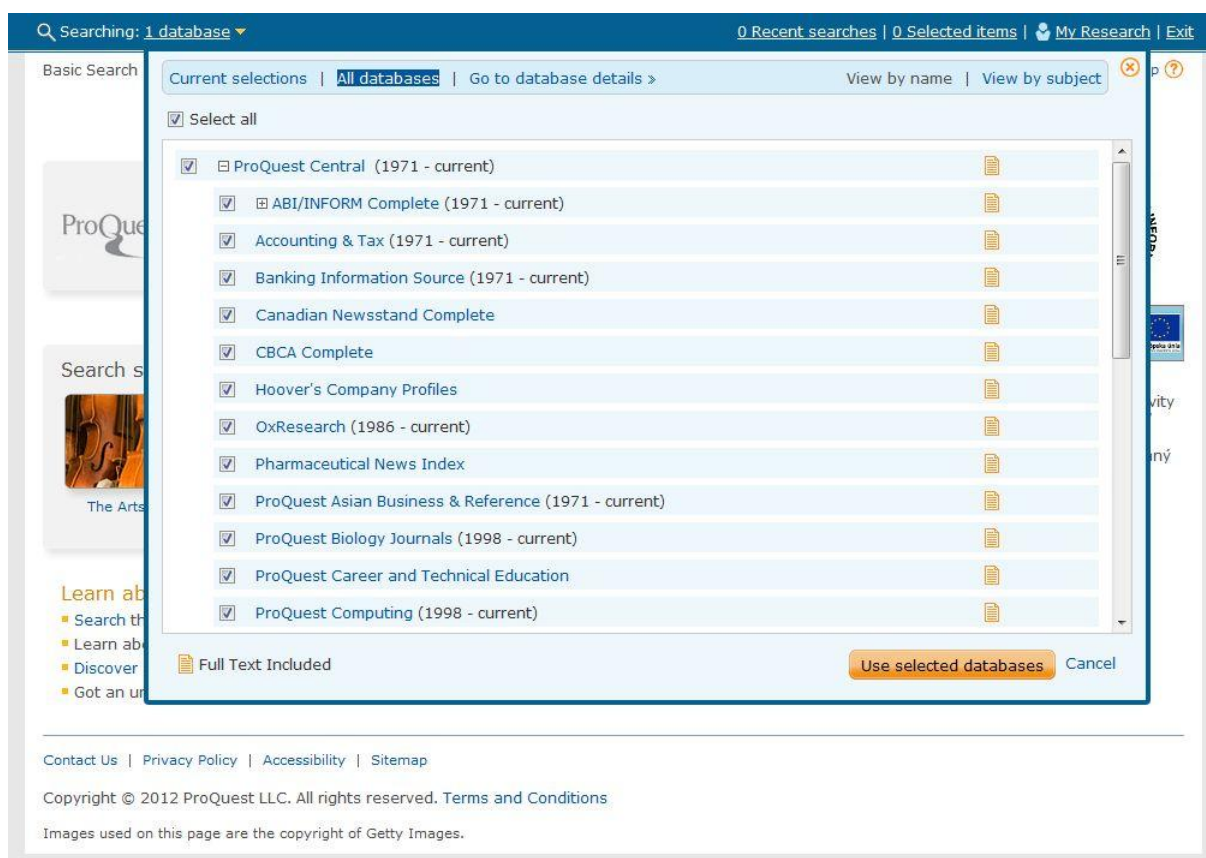 Searching: 1 database
0 Recent searches | 0 Selected items | My Research | Exit
Basic Search
Current selections | All databases | Go to database details »
View by name | View by subject
Select all
ProQuest Central (1971 - current)
ABI/INFORM Complete (1971 - current)
Accounting & Tax (1971 - current)
Banking Information Source (1971 - current)
Canadian Newsstand Complete
CBCA Complete
Hoover's Company Profiles
OxResearch (1986 - current)
Pharmaceutical News Index
ProQuest Asian Business & Reference (1971 - current)
ProQuest Biology Journals (1998 - current)
ProQuest Career and Technical Education
ProQuest Computing (1998 - current)
Full Text Included
Use selected databases
Cancel
ProQue
Search s
The Arts
Learn ab
Search th
Learn abo
Discover
Got an un
Contact Us | Privacy Policy | Accessibility | Sitemap
Copyright © 2012 ProQuest LLC. All rights reserved. Terms and Conditions
Images used on this page are the copyright of Getty Images.